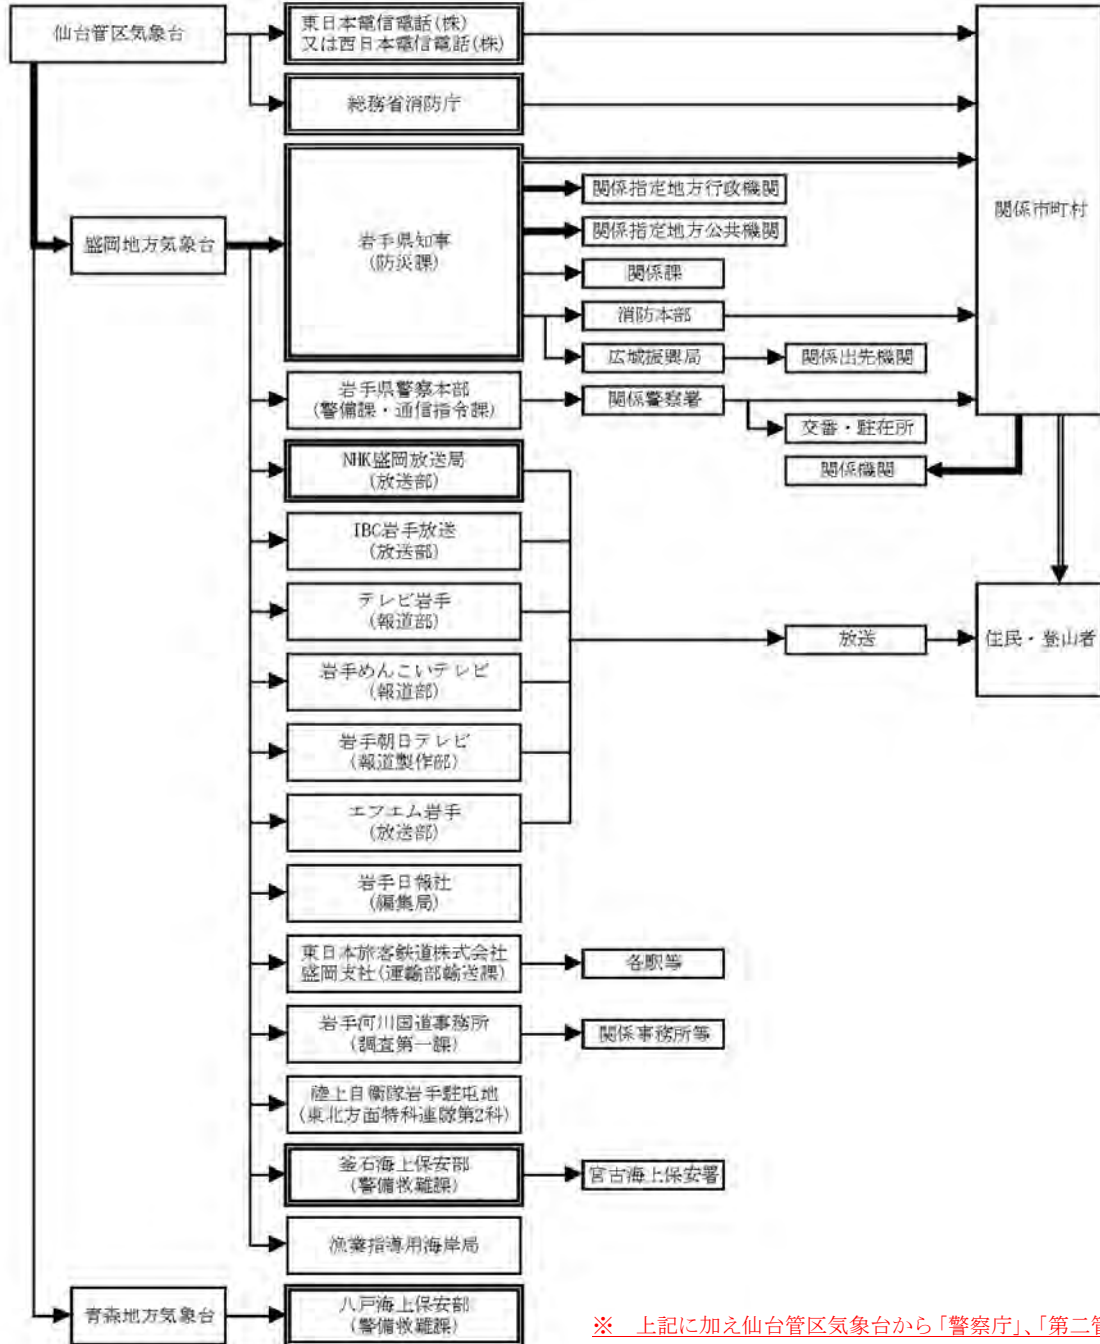 仙台管区気象台
東日本電信電話(株)
又は西日本電信電話(株)
総務省消防庁
関係市町村
盛岡地方気象台
岩手県知事
(防災課)
関係指定地方行政機関
関係指定地方公共機関
関係課
消防本部
広域振興局
関係出先機関
岩手県警察本部
(警備課・通信指令課)
関係警察署
交番・駐在所
関係機関
NHK盛岡放送局
(放送部)
IBC岩手放送
(放送部)
テレビ岩手
(報道部)
岩手めんこいテレビ
(報道部)
岩手朝日テレビ
(報道製作部)
エフエム岩手
(放送部)
放送
住民・登山者
岩手日報社
(編集局)
東日本旅客鉄道株式会社
盛岡支社(運輸部輸送課)
各駅等
岩手河川国道事務所
(調査第一課)
関係事務所等
陸上自衛隊岩手駐屯地
(東北方面特科連隊第2科)
釜石海上保安部
(警備救難課)
宮古海上保安署
漁業指導用海岸局
青森地方気象台
八戸海上保安部
(警備救難課)
※ 上記に加え仙台管区気象台から「警察庁」、「第二管